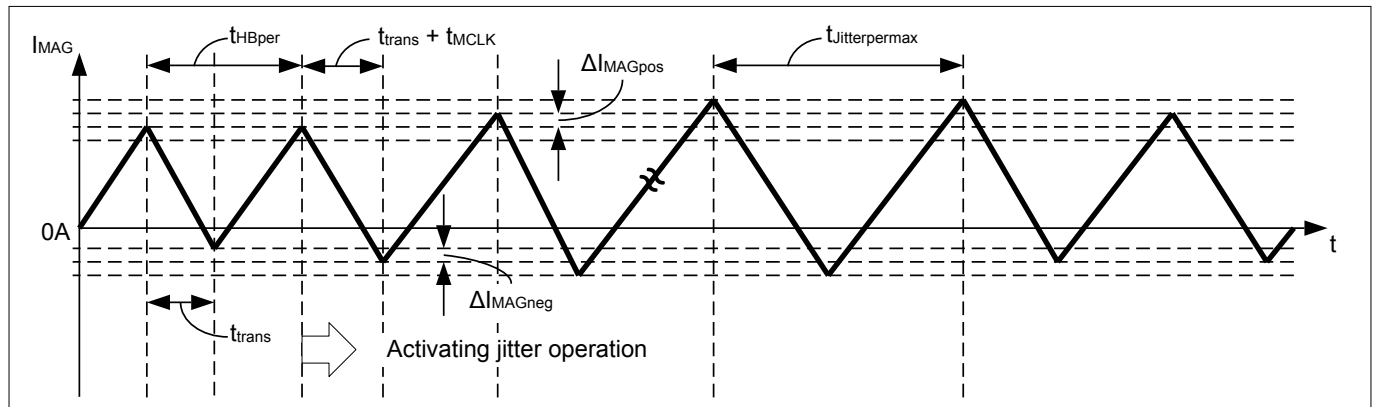 IMAG
tHBper
ttrans + tMCLK
ΔIMAGpos
tJitterpermax
0A
t
ΔIMAGneg
ttrans
Activating jitter operation